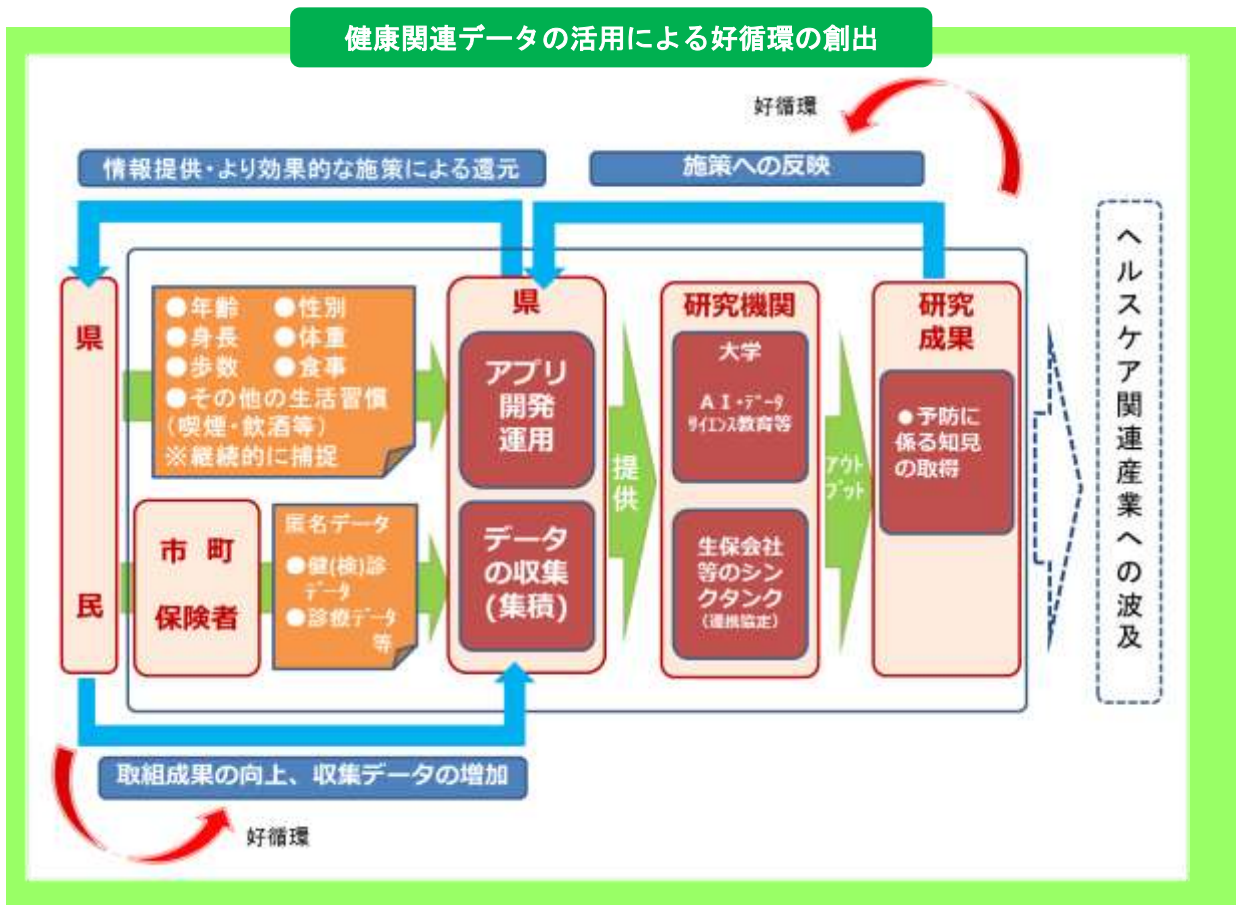 健康関連データの活用による好循環の創出
好循環
情報提供・より効果的な施策による還元
施策への反映
県
民
●年齢 ●性別
●身長 ●体重
●歩数 ●食事
●その他の生活習慣
(喫煙・飲酒等)
※継続的に捕捉
市 町
保険者
匿名データ
●健(検)診
データ
●診療データ
等
県
アプリ
開発
運用
データ
の収集
(集積)
提
供
研究機関
大学
AI・データ
サイエンス教育等
生保会社
等のシン
クタンク
(連携協定)
アウト
プット
研究
成果
●予防に
係る知見
の取得
ヘルスケア関連産業への波及
取組成果の向上、収集データの増加
好循環